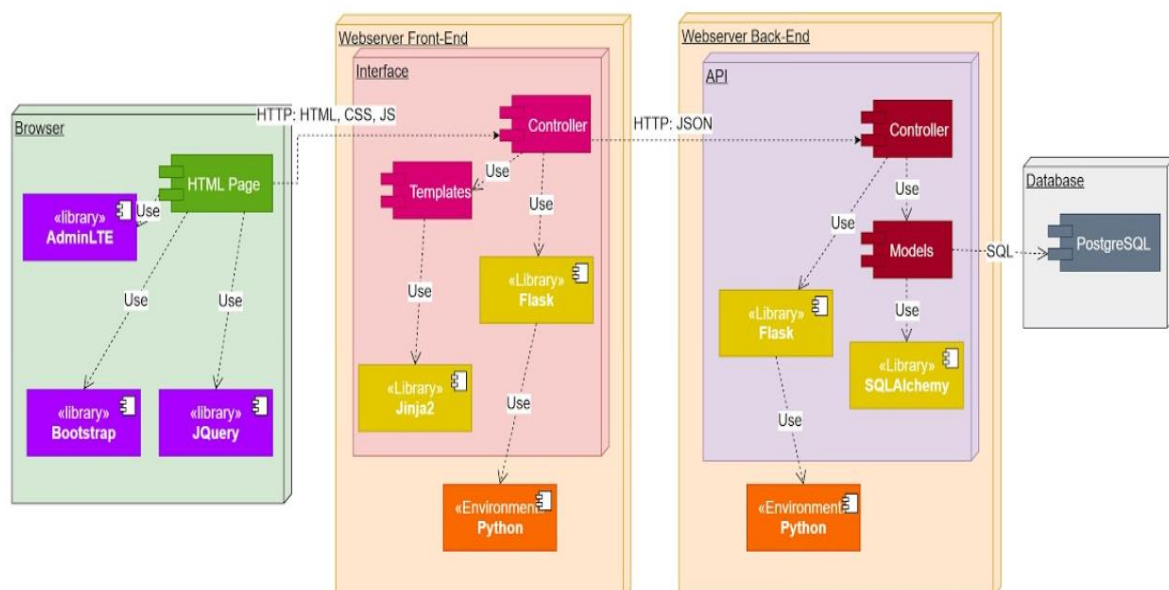 Webserver Front-End
Webserver Back-End
Interface
API
Browser
HTTP: HTML, CSS, JS
Controller
HTTP: JSON
Controller
HTML Page
Use
Templates
Use
Use
Use
Database
«library»
AdminLTE
Use
Models
SQL
PostgreSQL
Use
Use
Use
«Library»
Flask
Use
«Library»
Flask
«Library»
SQLAlchemy
«library»
Bootstrap
«library»
JQuery
«Library»
Jinja2
Use
Use
«Environment
Python
«Environment
Python